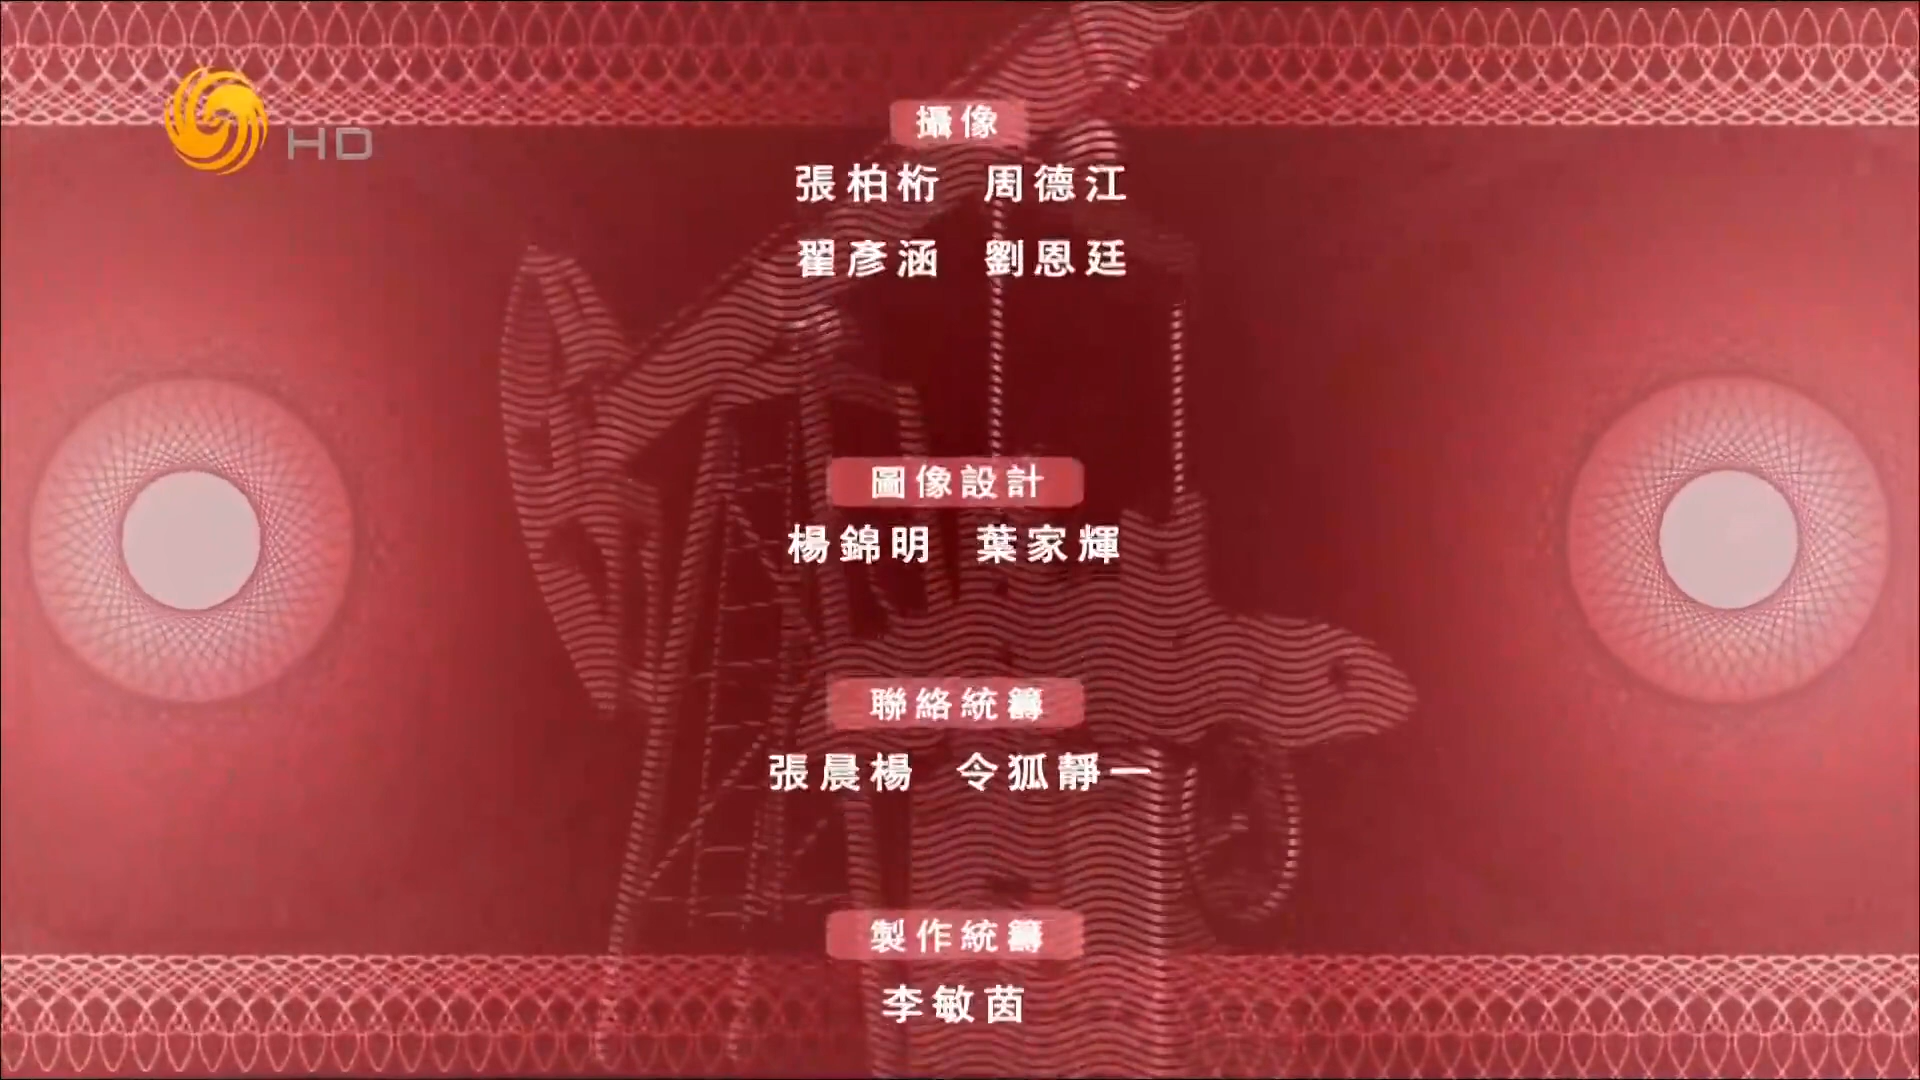 HD
攝像
張柏桁 周德江
翟彥涵 劉恩廷
圖像設計
楊錦明 葉家輝
聯絡統籌
張晨楊 令狐靜一
製作統籌
李敏茵